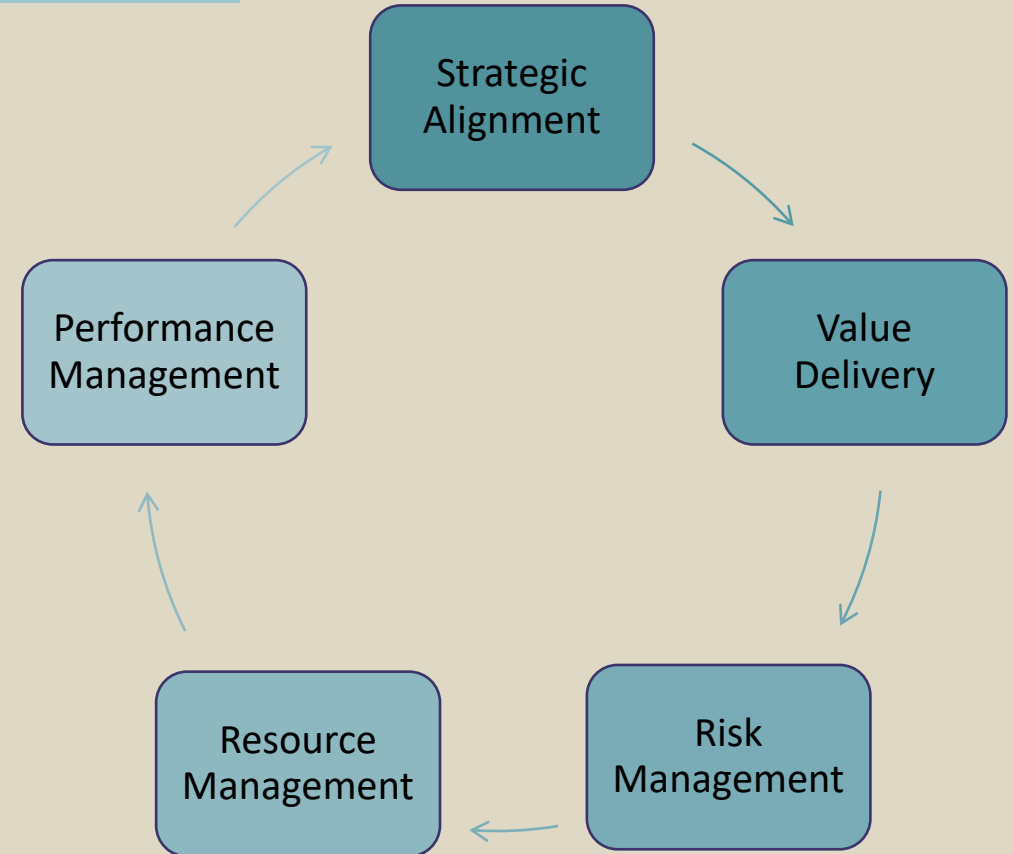 Strategic
Alignment
Value
Delivery
Risk
Management
Resource
Management
Performance
Management